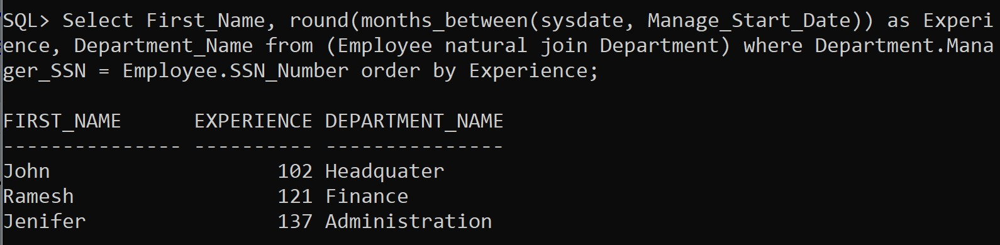 SQL> Select First_Name, round(months_between(sysdate, Manage_Start_Date)) as Experi
ence, Department_Name from (Employee natural join Department) where Department.Mana
ger_SSN = Employee.SSN_Number order by Experience;
FIRST_NAME      EXPERIENCE DEPARTMENT_NAME
--------------- ---------- ---------------
John                   102 Headquater
Ramesh                 121 Finance
Jenifer                137 Administration